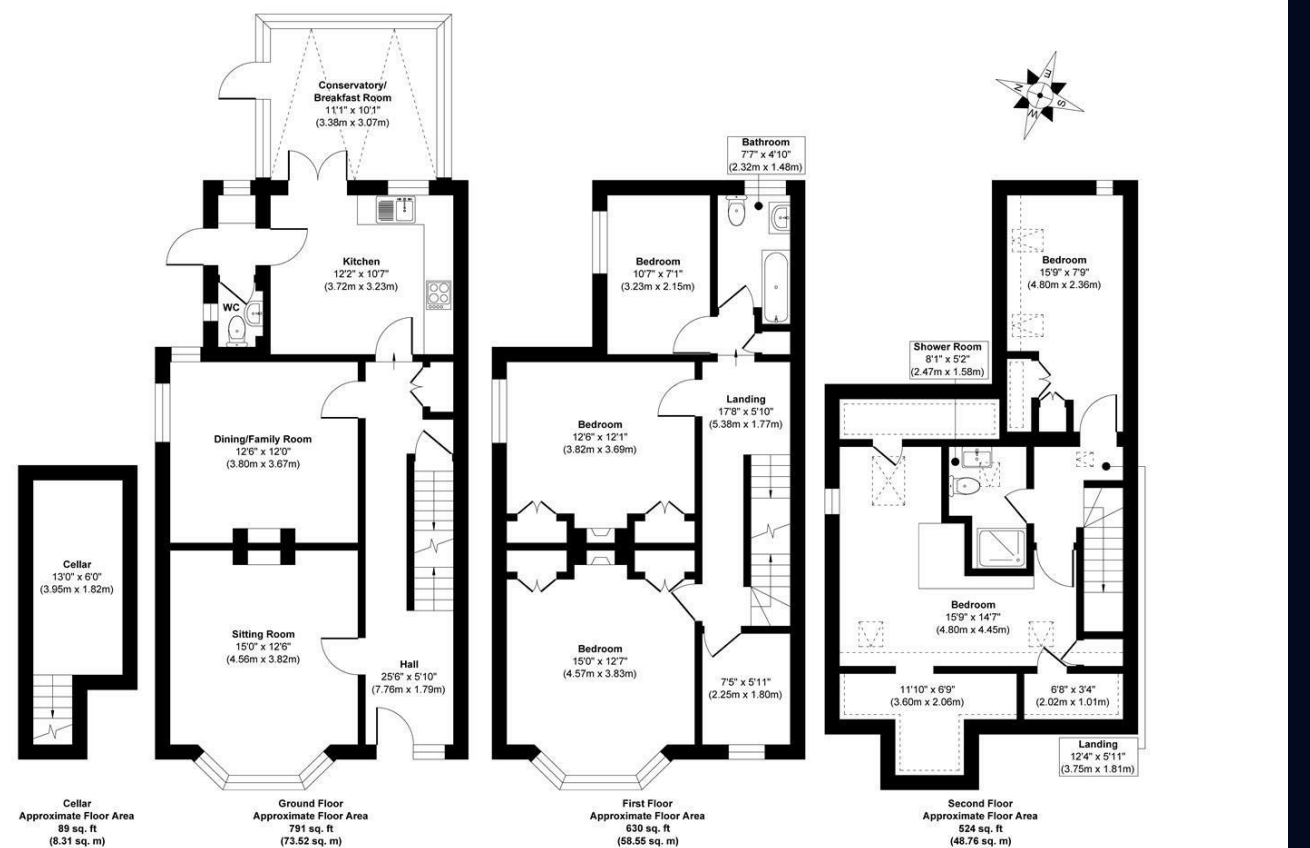 Conservatory/
Breakfast Room
11'1" x 10'1"
(3.38m x 3.07m)
N
E
S
W
Kitchen
12'2" x 10'7"
(3.72m x 3.23m)
WC
Dining/Family Room
12'6" x 12'0"
(3.80m x 3.67m)
Sitting Room
15'0" x 12'6"
(4.56m x 3.82m)
Hall
25'6" x 5'10"
(7.76m x 1.79m)
Cellar
13'0" x 6'0"
(3.95m x 1.82m)
Bathroom
7'7" x 4'10"
(2.32m x 1.48m)
Bedroom
10'7" x 7'1"
(3.23m x 2.15m)
Bedroom
12'6" x 12'1"
(3.82m x 3.69m)
Landing
17'8" x 5'10"
(5.38m x 1.77m)
Bedroom
15'0" x 12'7"
(4.57m x 3.83m)
7'5" x 5'11"
(2.25m x 1.80m)
Bedroom
15'9" x 7'9"
(4.80m x 2.36m)
Shower Room
8'1" x 5'2"
(2.47m x 1.58m)
Bedroom
15'9" x 14'7"
(4.80m x 4.45m)
11'10" x 6'9"
(3.60m x 2.06m)
6'8" x 3'4"
(2.02m x 1.01m)
Landing
12'4" x 5'11"
(3.75m x 1.81m)
Cellar
Approximate Floor Area
89 sq. ft
(8.31 sq. m)
Ground Floor
Approximate Floor Area
791 sq. ft
(73.52 sq. m)
First Floor
Approximate Floor Area
630 sq. ft
(58.55 sq. m)
Second Floor
Approximate Floor Area
524 sq. ft
(48.76 sq. m)